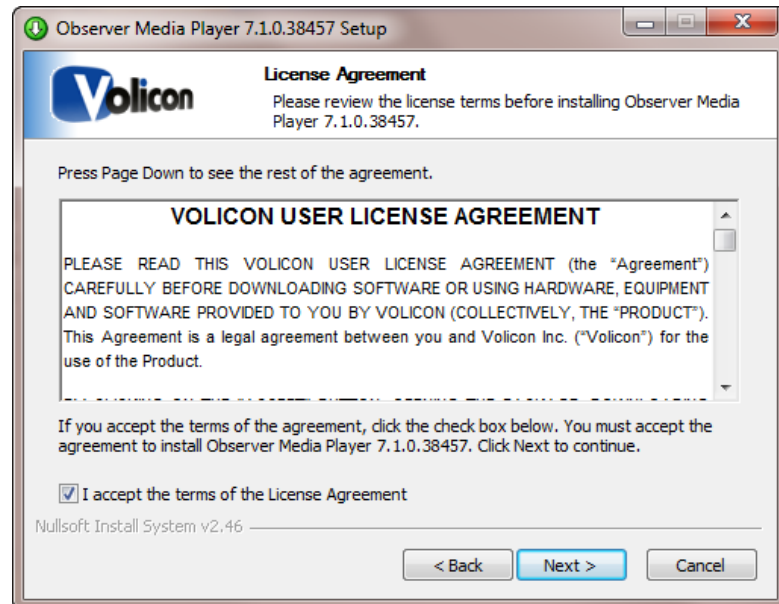 Observer Media Player 7.1.0.38457 Setup
Volicon
License Agreement
Please review the license terms before installing Observer Media
Player 7.1.0.38457.
Press Page Down to see the rest of the agreement.
VOLICON USER LICENSE AGREEMENT
PLEASE READ THIS VOLICON USER LICENSE AGREEMENT (the “Agreement”)
CAREFULLY BEFORE DOWNLOADING SOFTWARE OR USING HARDWARE, EQUIPMENT
AND SOFTWARE PROVIDED TO YOU BY VOLICON (COLLECTIVELY, THE “PRODUCT”).
This Agreement is a legal agreement between you and Volicon Inc. (“Volicon”) for the
use of the Product.
If you accept the terms of the agreement, click the check box below. You must accept the
agreement to install Observer Media Player 7.1.0.38457. Click Next to continue.
I accept the terms of the License Agreement
Nullsoft Install System v2.46
< Back
Next >
Cancel